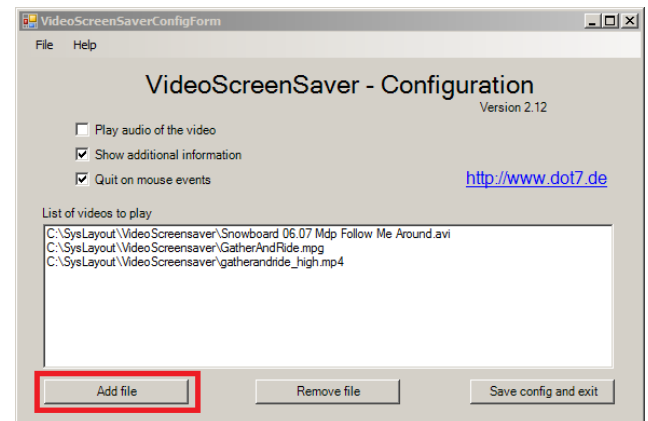 VideoScreenSaverConfigForm
File Help
VideoScreenSaver - Configuration
Version 2.12
Play audio of the video
Show additional information
Quit on mouse events
http://www.dot7.de
List of videos to play
C:\SysLayout\VideoScreensaver\Snowboard 06.07 Mdp Follow Me Around.avi
C:\SysLayout\VideoScreensaver\GatherAndRide.mpg
C:\SysLayout\VideoScreensaver\gatherandride_high.mp4
Add file Remove file Save config and exit